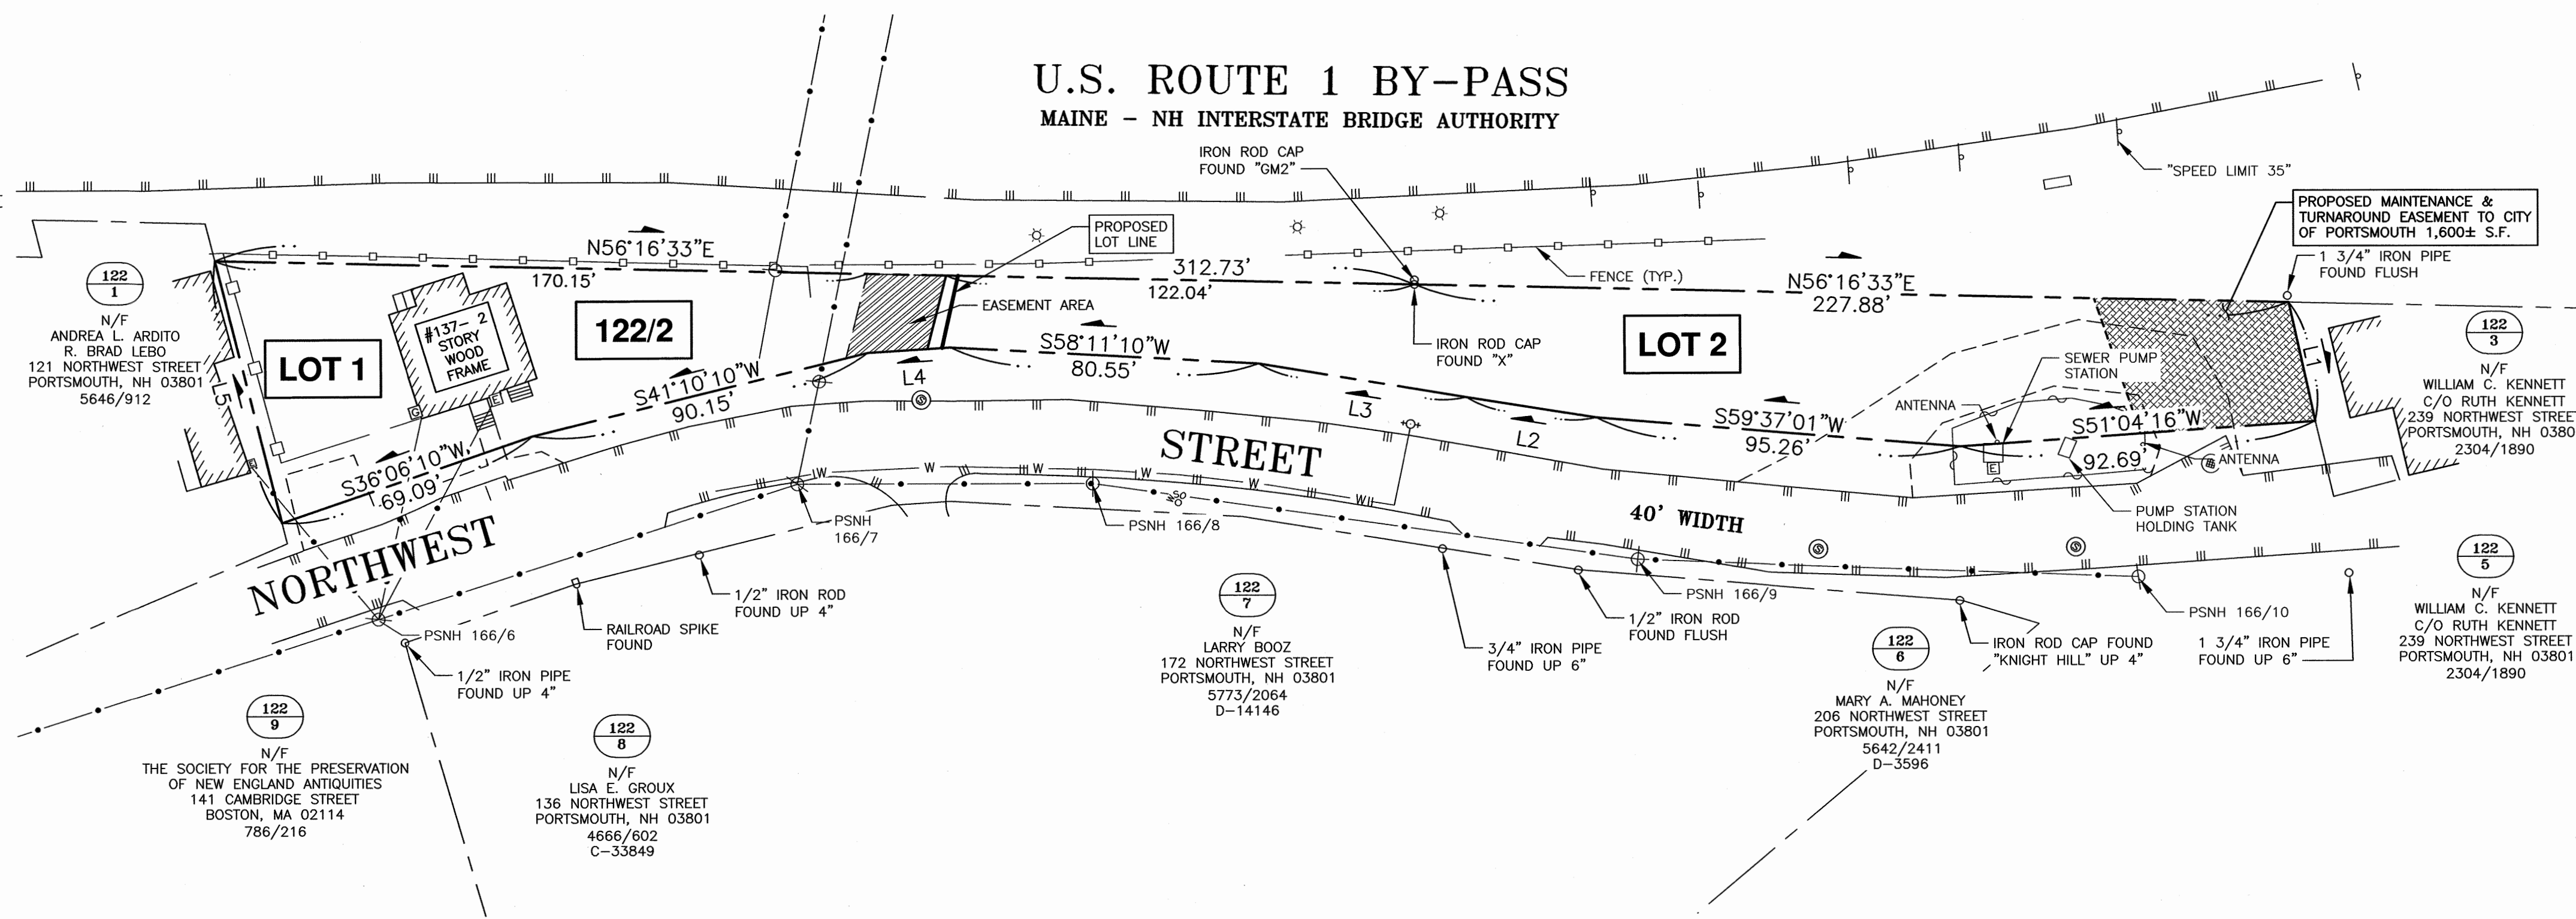 U.S. ROUTE 1 BY-PASS
MAINE - NH INTERSTATE BRIDGE AUTHORITY
IRON ROD CAP
FOUND "GM2"
"SPEED LIMIT 35"
PROPOSED MAINTENANCE &
TURNAROUND EASEMENT TO CITY
OF PORTSMOUTH 1,600± S.F.
1 3/4" IRON PIPE
FOUND FLUSH
PROPOSED
LOT LINE
N56°16'33"E
170.15'
312.73'
122.04'
FENCE (TYP.)
N56°16'33"E
227.88'
EASEMENT AREA
122
1
N/F
ANDREA L. ARDITO
R. BRAD LEBO
121 NORTHWEST STREET
PORTSMOUTH, NH 03801
5646/912
L5
LOT 1
#137- 2
STORY
WOOD
FRAME
G
E
122/2
S58°11'10"W
80.55'
IRON ROD CAP
FOUND "X"
LOT 2
SEWER PUMP
STATION
L1
122
3
N/F
WILLIAM C. KENNETT
C/O RUTH KENNETT
239 NORTHWEST STREET
PORTSMOUTH, NH 0380
2304/1890
S36°06'10"W
69.09'
S41°10'10"W
90.15'
L4
S
L3
L2
S59°37'01"W
95.26'
ANTENNA
S51°04'16"W
92.69'
E
ANTENNA
PUMP STATION
HOLDING TANK
NORTHWEST
STREET
40' WIDTH
W
W
W
W
W
W
WSO
PSNH
166/7
PSNH 166/8
S
S
PSNH 166/9
PSNH 166/10
PSNH 166/6
1/2" IRON PIPE
FOUND UP 4"
RAILROAD SPIKE
FOUND
1/2" IRON ROD
FOUND UP 4"
3/4" IRON PIPE
FOUND UP 6"
1/2" IRON ROD
FOUND FLUSH
IRON ROD CAP FOUND
"KNIGHT HILL" UP 4"
1 3/4" IRON PIPE
FOUND UP 6"
122
5
N/F
WILLIAM C. KENNETT
C/O RUTH KENNETT
239 NORTHWEST STREET
PORTSMOUTH, NH 03801
2304/1890
122
9
N/F
THE SOCIETY FOR THE PRESERVATION
OF NEW ENGLAND ANTIQUITIES
141 CAMBRIDGE STREET
BOSTON, MA 02114
786/216
122
8
N/F
LISA E. GROUX
136 NORTHWEST STREET
PORTSMOUTH, NH 03801
4666/602
C-33849
122
7
N/F
LARRY BOOZ
172 NORTHWEST STREET
PORTSMOUTH, NH 03801
5773/2064
D-14146
122
6
N/F
MARY A. MAHONEY
206 NORTHWEST STREET
PORTSMOUTH, NH 03801
5642/2411
D-3596